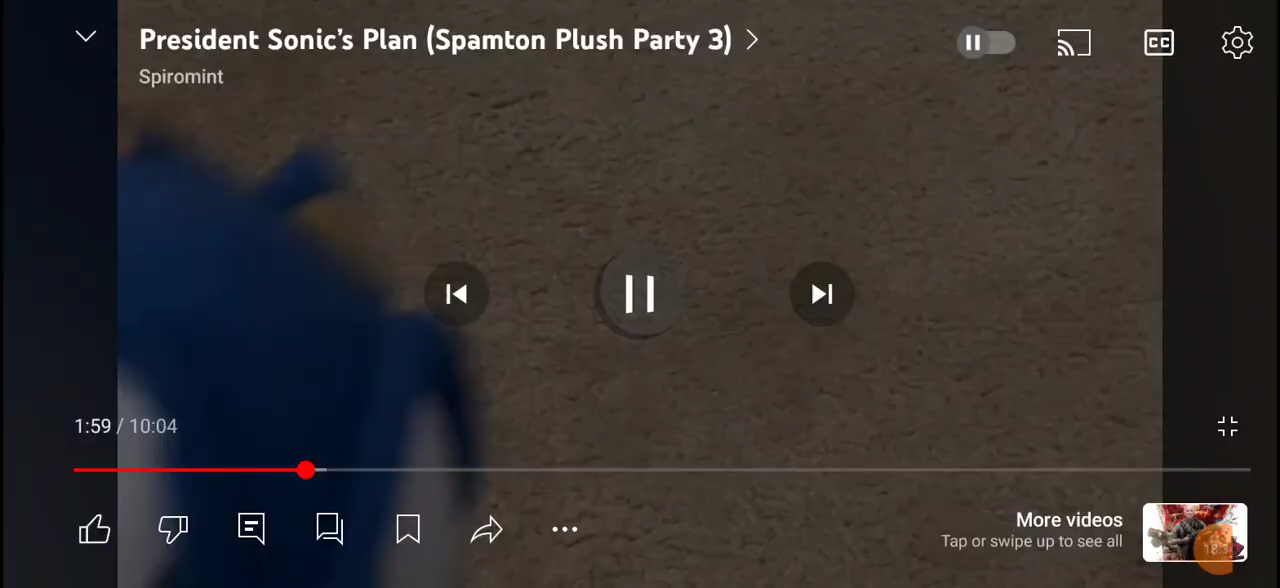 President Sonic's Plan (Spamton Plush Party 3)
Spiromint
CC
1:59 / 10:04
More videos
Tap or swipe up to see all